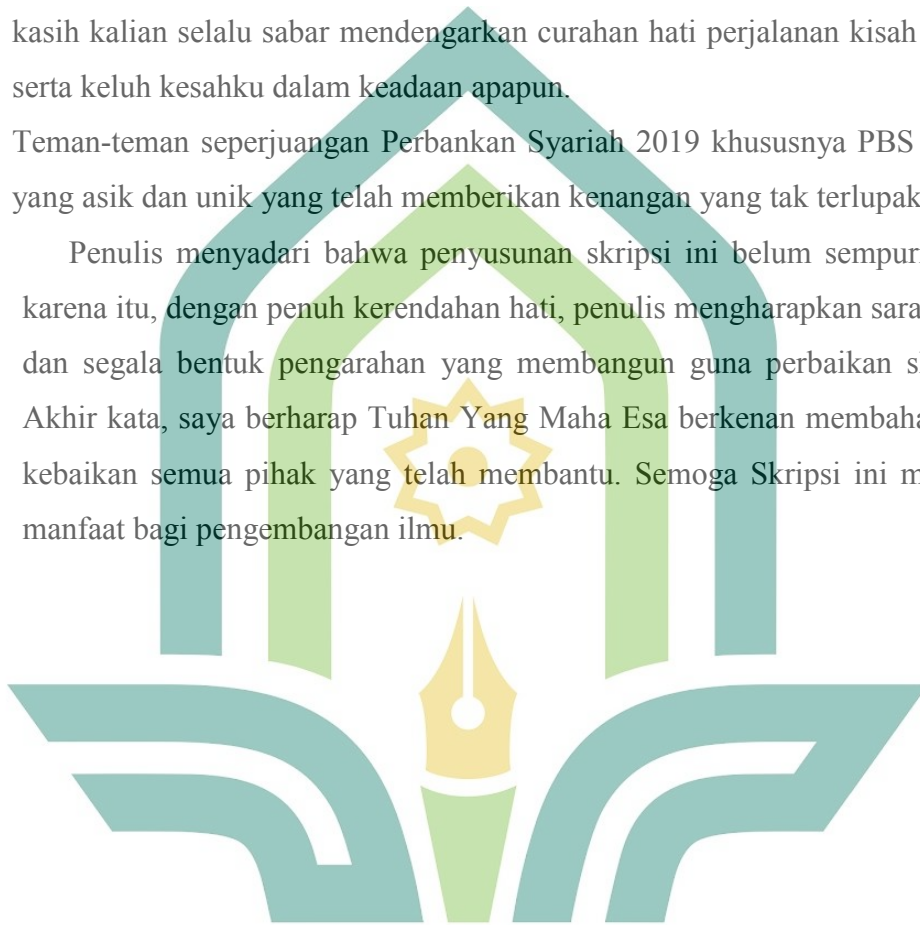 kasih kalian selalu sabar mendengarkan curahan hati perjalanan kisah
serta keluh kesahku dalam keadaan apapun.
Teman-teman seperjuangan Perbankan Syariah 2019 khususnya PBS
yang asik dan unik yang telah memberikan kenangan yang tak terlupak
Penulis menyadari bahwa penyusunan skripsi ini belum sempur
karena itu, dengan penuh kerendahan hati, penulis mengharapkan sara
dan segala bentuk pengarahan yang membangun guna perbaikan s
Akhir kata, saya berharap Tuhan Yang Maha Esa berkenan membaha
kebaikan semua pihak yang telah membantu. Semoga Skripsi ini m
manfaat bagi pengembangan ilmu.